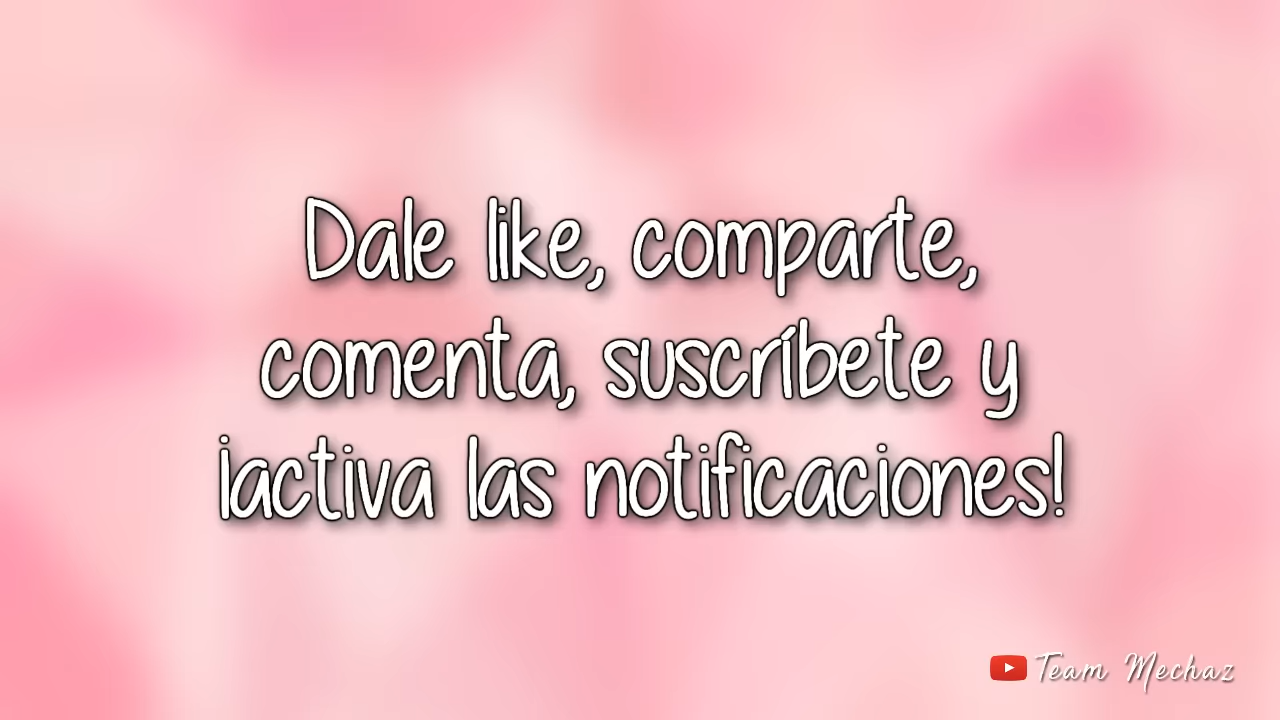 Dale like, comparte,
comenta, suscríbete y
¡activa las notificaciones!
Team Mechaz